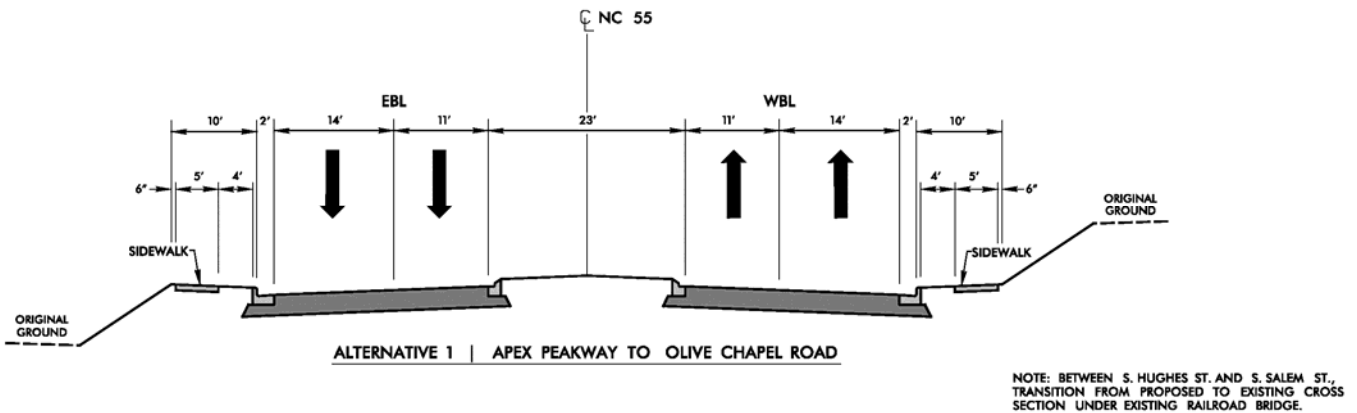 ℄ NC 55
EBL
WBL
10' 2' 14' 11' 23' 11' 14' 2' 10'
6" 5' 4'
4' 5' 6"
ORIGINAL
GROUND
SIDEWALK
SIDEWALK
ORIGINAL
GROUND
ALTERNATIVE 1 | APEX PEAKWAY TO OLIVE CHAPEL ROAD
NOTE: BETWEEN S. HUGHES ST. AND S. SALEM ST.,
TRANSITION FROM PROPOSED TO EXISTING CROSS
SECTION UNDER EXISTING RAILROAD BRIDGE.